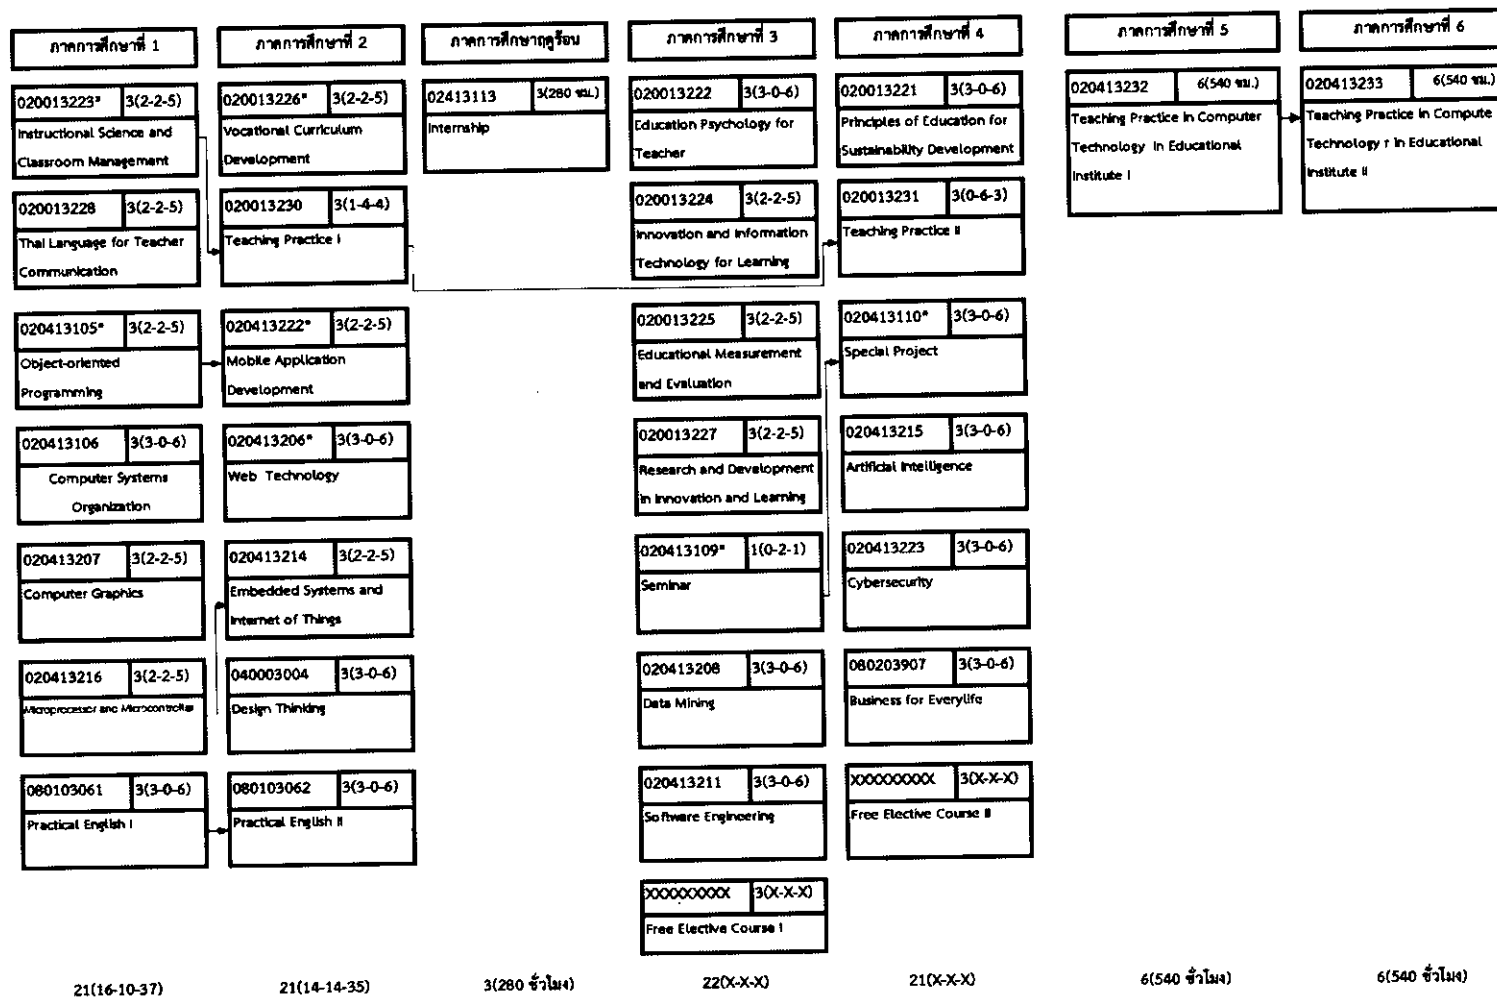 ภาคการศึกษาที่ 1
020013223* 3(2-2-5)
Instructional Science and
Classroom Management
020013228 3(2-2-5)
Thai Language for Teacher
Communication
020413105* 3(2-2-5)
Object-oriented
Programming
020413106 3(3-0-6)
Computer Systems
Organization
020413207 3(2-2-5)
Computer Graphics
020413216 3(2-2-5)
Microprocessor and Microcontroller
080103061 3(3-0-6)
Practical English I
21(16-10-37)
ภาคการศึกษาที่ 2
020013226* 3(2-2-5)
Vocational Curriculum
Development
020013230 3(1-4-4)
Teaching Practice I
020413222* 3(2-2-5)
Mobile Application
Development
020413206* 3(3-0-6)
Web Technology
020413214 3(2-2-5)
Embedded Systems and
Internet of Things
040003004 3(3-0-6)
Design Thinking
080103062 3(3-0-6)
Practical English II
21(14-14-35)
ภาคการศึกษาฤดูร้อน
02413113 3(280 ชม.)
Internship
3(280 ชั่วโมง)
ภาคการศึกษาที่ 3
020013222 3(3-0-6)
Education Psychology for
Teacher
020013224 3(2-2-5)
Innovation and Information
Technology for Learning
020013225 3(2-2-5)
Educational Measurement
and Evaluation
020013227 3(2-2-5)
Research and Development
in Innovation and Learning
020413109* 1(0-2-1)
Seminar
020413208 3(3-0-6)
Data Mining
020413211 3(3-0-6)
Software Engineering
XXXXXXXXX 3(X-X-X)
Free Elective Course I
22(X-X-X)
ภาคการศึกษาที่ 4
020013221 3(3-0-6)
Principles of Education for
Sustainability Development
020013231 3(0-6-3)
Teaching Practice II
020413110* 3(3-0-6)
Special Project
020413215 3(3-0-6)
Artificial Intelligence
020413223 3(3-0-6)
Cybersecurity
080203907 3(3-0-6)
Business for Everylife
XXXXXXXXX 3(X-X-X)
Free Elective Course II
21(X-X-X)
ภาคการศึกษาที่ 5
020413232 6(540 ชม.)
Teaching Practice in Computer
Technology in Educational
Institute I
6(540 ชั่วโมง)
ภาคการศึกษาที่ 6
020413233 6(540 ชม.)
Teaching Practice in Compute
Technology r in Educational
Institute II
6(540 ชั่วโมง)